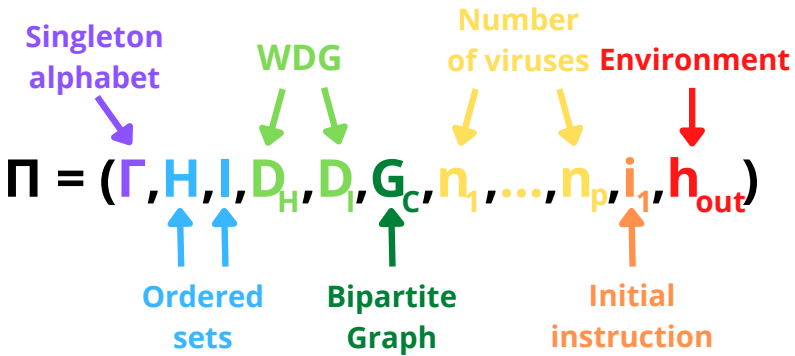 Singleton
alphabet
WDG
Number
of viruses
Environment
Π = (Γ,H,I,D_H,D_I,G_C,n_1,...,n_p,i_1,h_out)
Ordered
sets
Bipartite
Graph
Initial
instruction